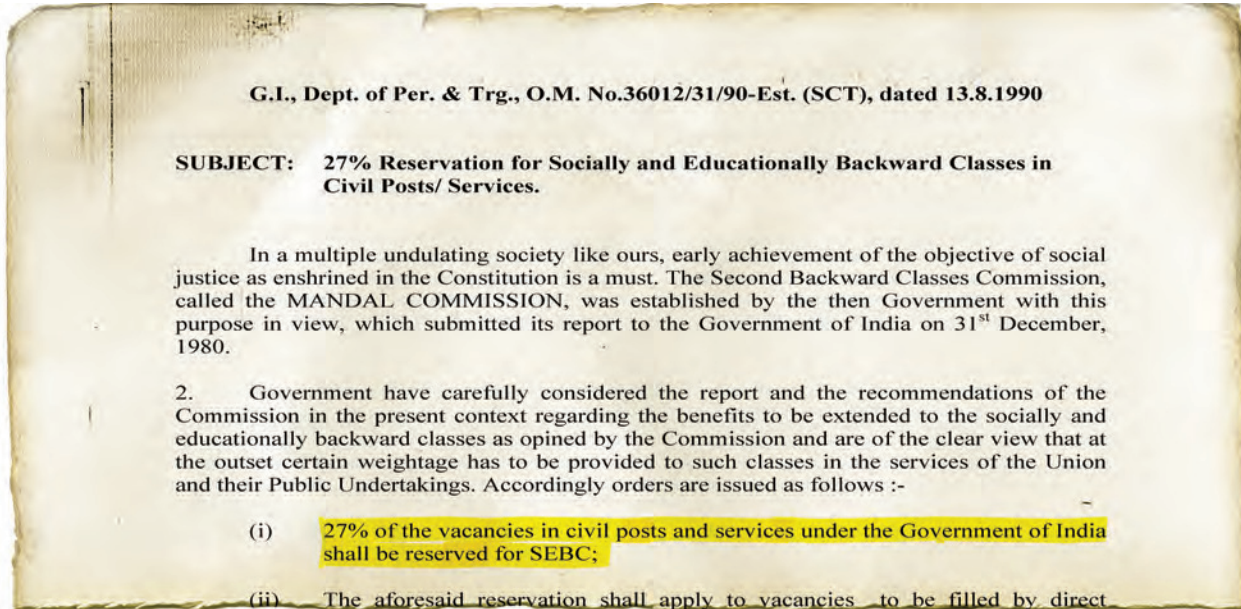 G.I., Dept. of Per. & Trg., O.M. No.36012/31/90-Est. (SCT), dated 13.8.1990
SUBJECT: 27% Reservation for Socially and Educationally Backward Classes in
Civil Posts/ Services.
In a multiple undulating society like ours, early achievement of the objective of social
justice as enshrined in the Constitution is a must. The Second Backward Classes Commission,
called the MANDAL COMMISSION, was established by the then Government with this
purpose in view, which submitted its report to the Government of India on 31st December,
1980.
2. Government have carefully considered the report and the recommendations of the
Commission in the present context regarding the benefits to be extended to the socially and
educationally backward classes as opined by the Commission and are of the clear view that at
the outset certain weightage has to be provided to such classes in the services of the Union
and their Public Undertakings. Accordingly orders are issued as follows :-
(i) 27% of the vacancies in civil posts and services under the Government of India
shall be reserved for SEBC;
(ii) The aforesaid reservation shall apply to vacancies to be filled by direct